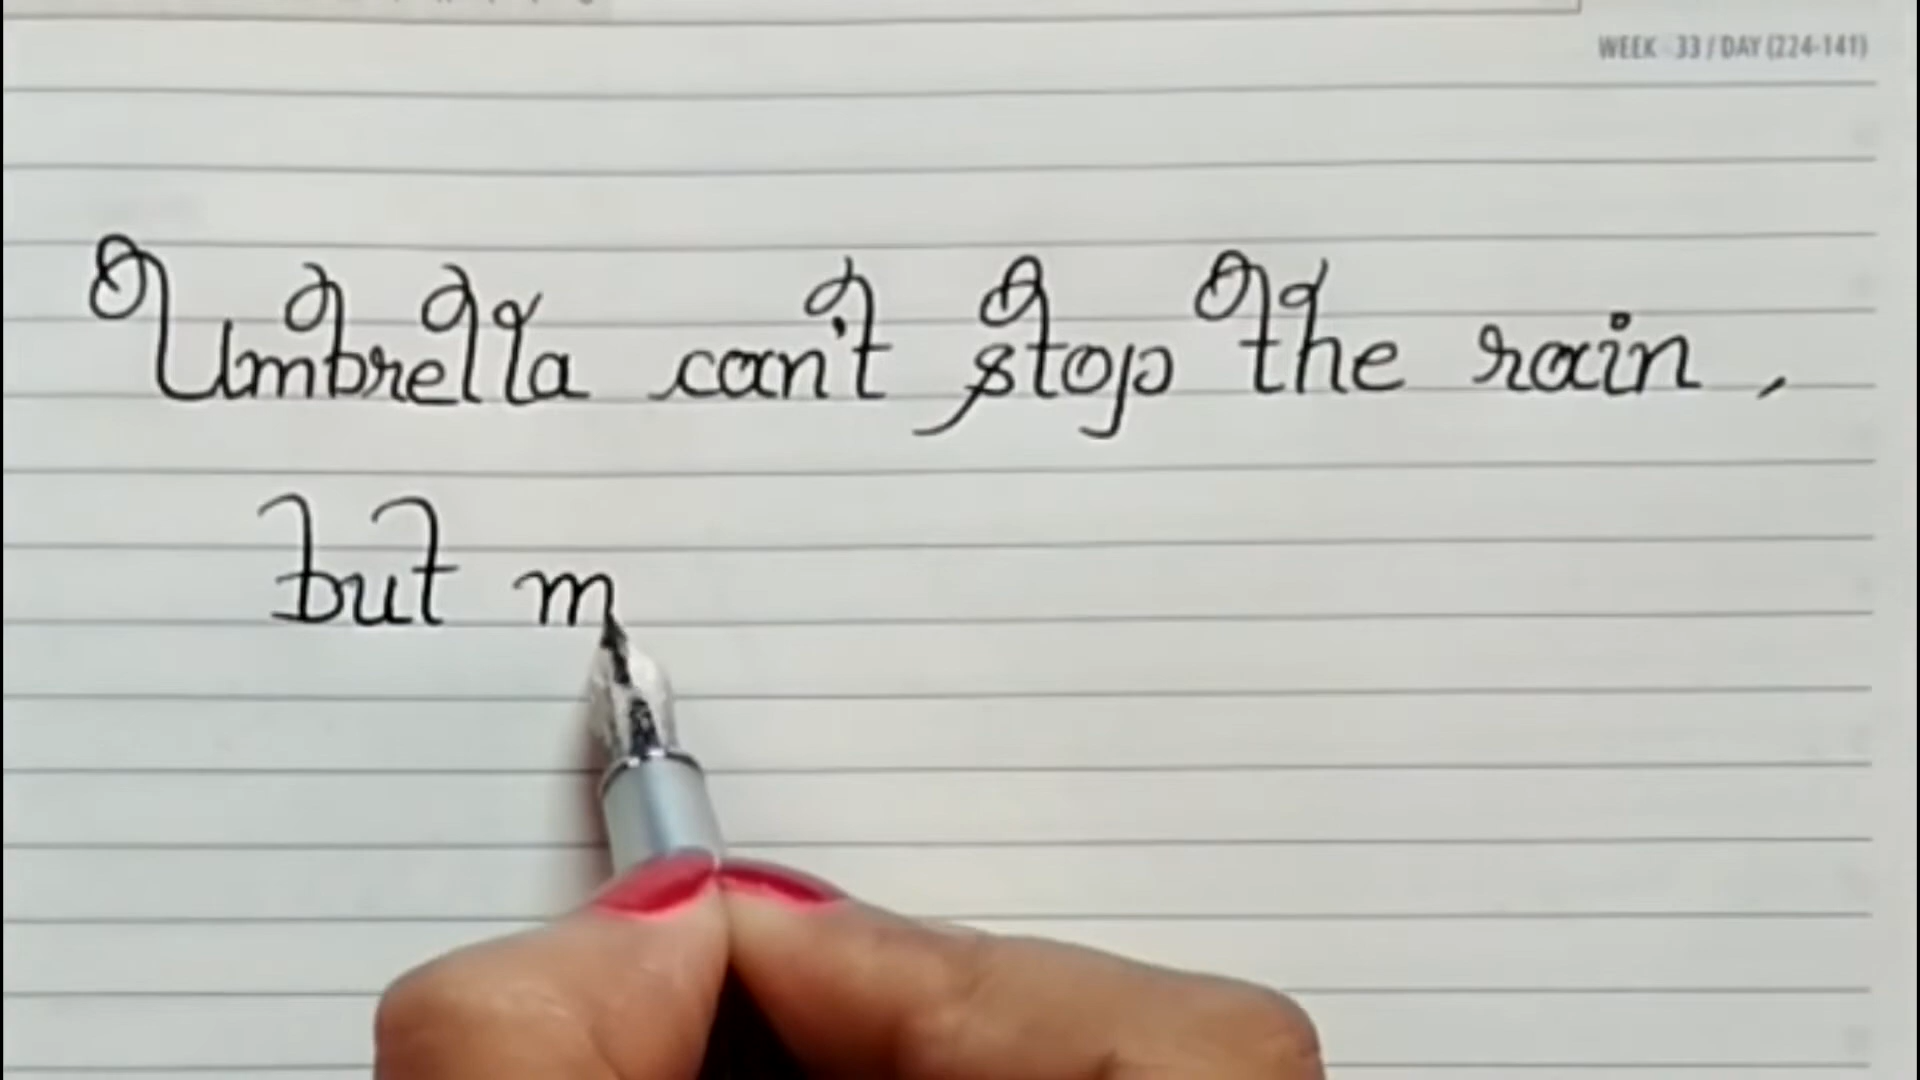 WEEK - 33 / DAY (224-141)
Umbrella can't stop the rain,
but m